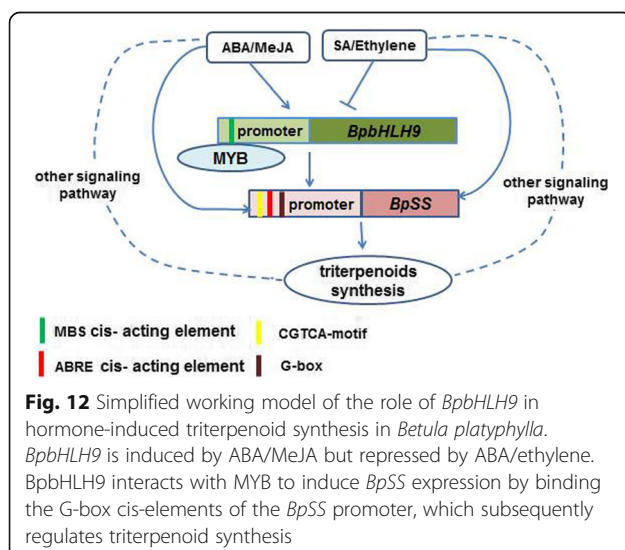 ABA/MeJA
SA/Ethylene
promoter
BpbHLH9
MYB
other signaling
pathway
other signaling
pathway
promoter
BpSS
triterpenoids
synthesis
MBS cis- acting element
CGTCA-motif
ABRE cis- acting element
G-box
Fig. 12 Simplified working model of the role of BpbHLH9 in
hormone-induced triterpenoid synthesis in Betula platyphylla.
BpbHLH9 is induced by ABA/MeJA but repressed by ABA/ethylene.
BpbHLH9 interacts with MYB to induce BpSS expression by binding
the G-box cis-elements of the BpSS promoter, which subsequently
regulates triterpenoid synthesis